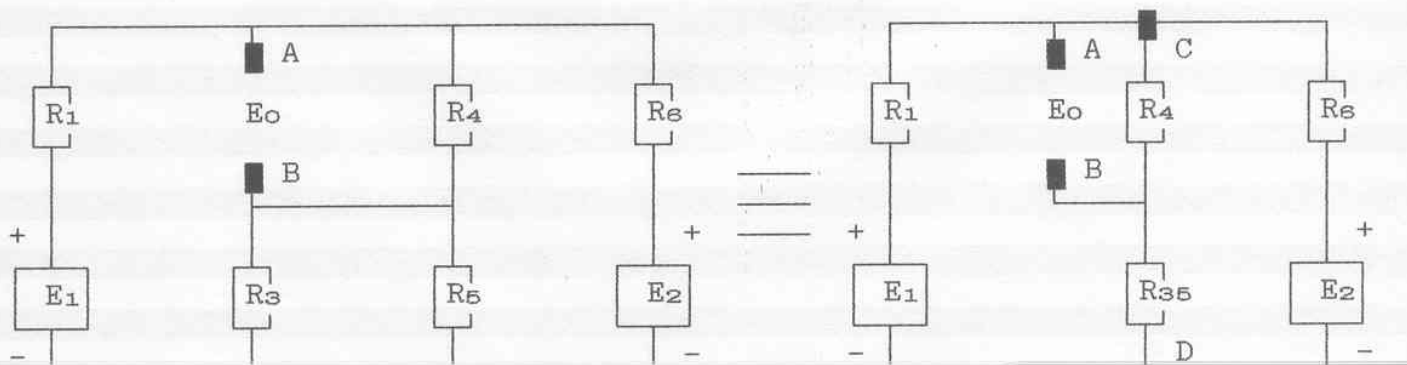 A A C
R1 E0 R4 R6 R1 E0 R4 R6
B B
+ + + +
E1 R3 R5 E2 E1 R35 E2
- - - D -